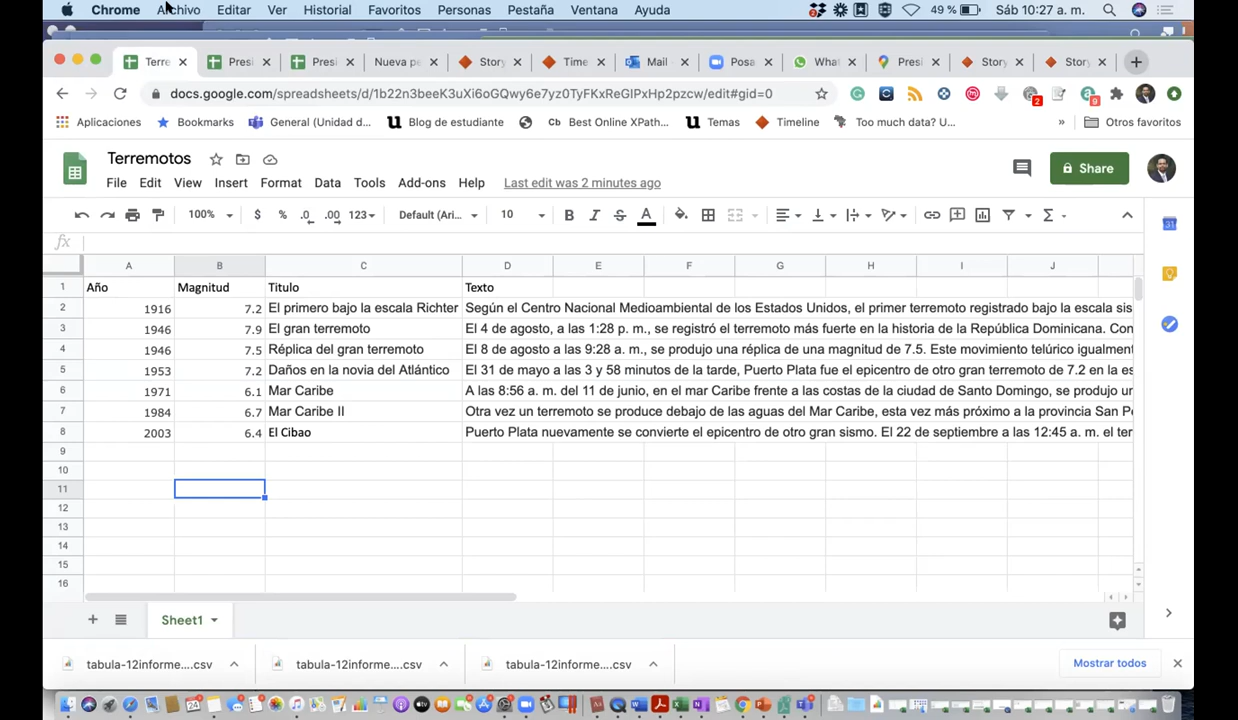 Chrome Archivo Editar Ver Historial Favoritos Personas Pestaña Ventana Ayuda 49 % Sáb 10:27 a. m.
Terre Presi Presi Nueva pe Story Time Mail - Posa What Presi Story Story
docs.google.com/spreadsheets/d/1b22n3beeK3uXi6oGQwy6e7yz0TyFKxReGIPxHp2pzcw/edit#gid=0 2 9
Aplicaciones Bookmarks General (Unidad d... Blog de estudiante Cb Best Online XPath... Temas Timeline Too much data? U... » Otros favoritos
Terremotos Share
File Edit View Insert Format Data Tools Add-ons Help Last edit was 2 minutes ago
100% $ % .0 .00 123 Default (Ari... 10 B I S A Σ
fx
A B C D E F G H I J
1 Año Magnitud Titulo Texto
2 1916 7.2 El primero bajo la escala Richter Según el Centro Nacional Medioambiental de los Estados Unidos, el primer terremoto registrado bajo la escala sis
3 1946 7.9 El gran terremoto El 4 de agosto, a las 1:28 p. m., se registró el terremoto más fuerte en la historia de la República Dominicana. Con
4 1946 7.5 Réplica del gran terremoto El 8 de agosto a las 9:28 a. m., se produjo una réplica de una magnitud de 7.5. Este movimiento telúrico igualment
5 1953 7.2 Daños en la novia del Atlántico El 31 de mayo a las 3 y 58 minutos de la tarde, Puerto Plata fue el epicentro de otro gran terremoto de 7.2 en la es
6 1971 6.1 Mar Caribe A las 8:56 a. m. del 11 de junio, en el mar Caribe frente a las costas de la ciudad de Santo Domingo, se produjo un
7 1984 6.7 Mar Caribe II Otra vez un terremoto se produce debajo de las aguas del Mar Caribe, esta vez más próximo a la provincia San Pe
8 2003 6.4 El Cibao Puerto Plata nuevamente se convierte el epicentro de otro gran sismo. El 22 de septiembre a las 12:45 a. m. el ter
9
10
11
12
13
14
15
16
Sheet1
tabula-12informe....csv tabula-12informe....csv tabula-12informe....csv Mostrar todos